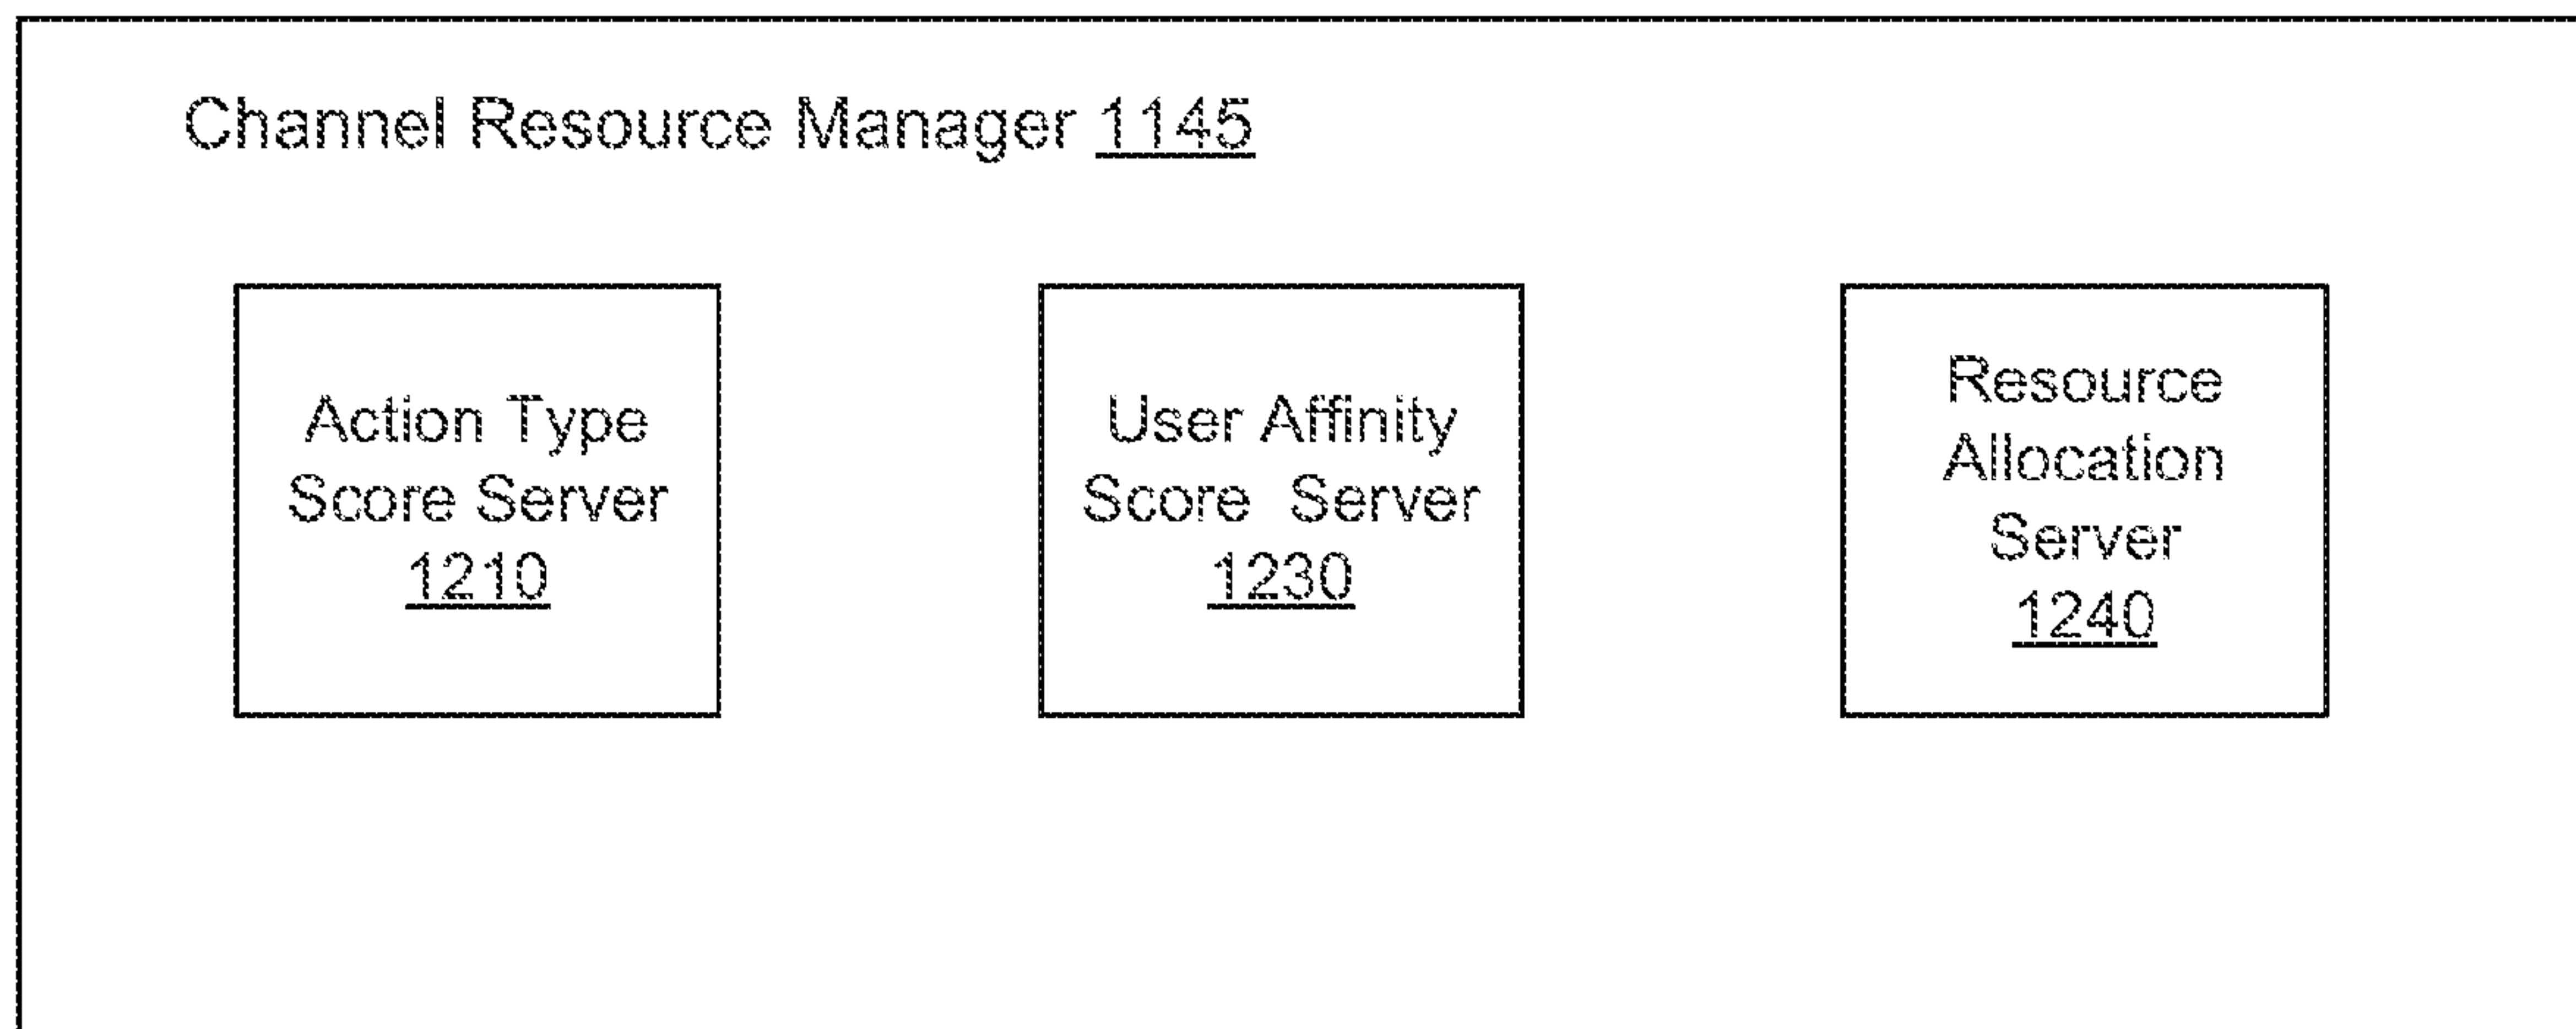 Channel Resource Manager 1145
Action Type
Score Server
1210
User Affinity
Score Server
1230
Resource
Allocation
Server
1240